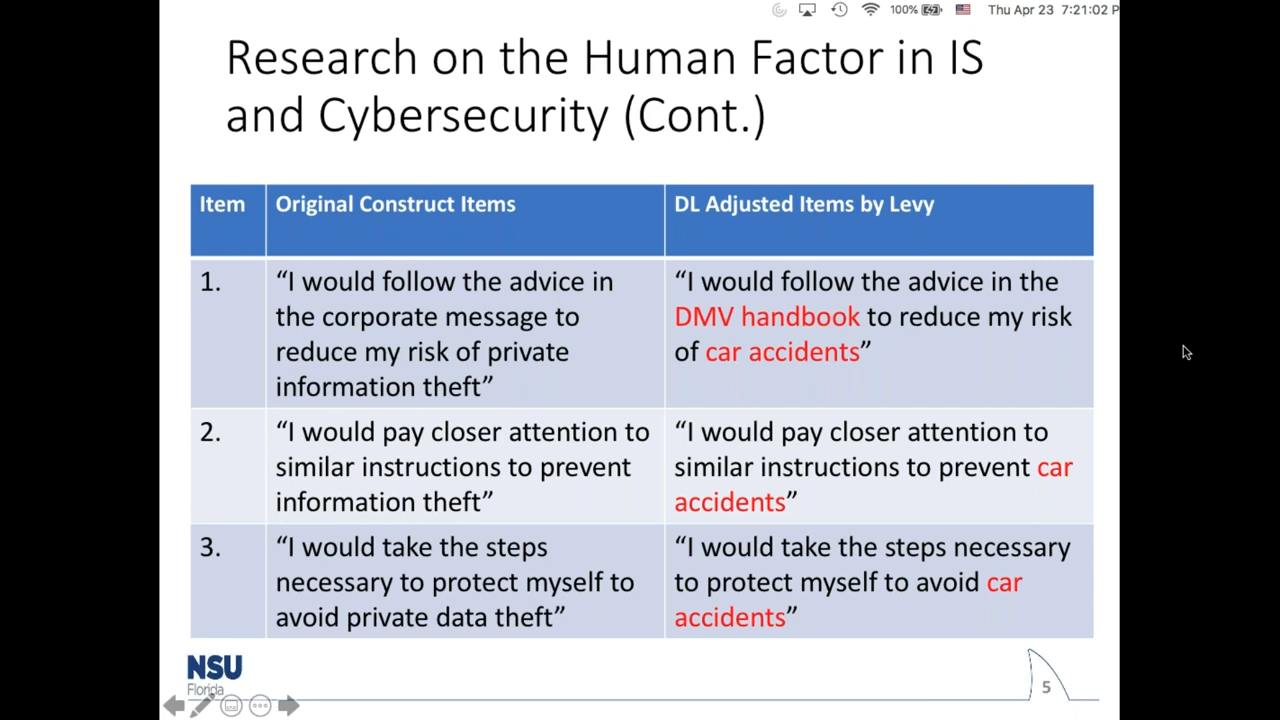 100%
Thu Apr 23 7:21:02 P
Research on the Human Factor in IS
and Cybersecurity (Cont.)
Item
Original Construct Items
DL Adjusted Items by Levy
1.
“I would follow the advice in
the corporate message to
reduce my risk of private
information theft”
“I would follow the advice in the
DMV handbook to reduce my risk
of car accidents”
2.
“I would pay closer attention to
similar instructions to prevent
information theft”
“I would pay closer attention to
similar instructions to prevent car
accidents”
3.
“I would take the steps
necessary to protect myself to
avoid private data theft”
“I would take the steps necessary
to protect myself to avoid car
accidents”
NSU
Florida
5